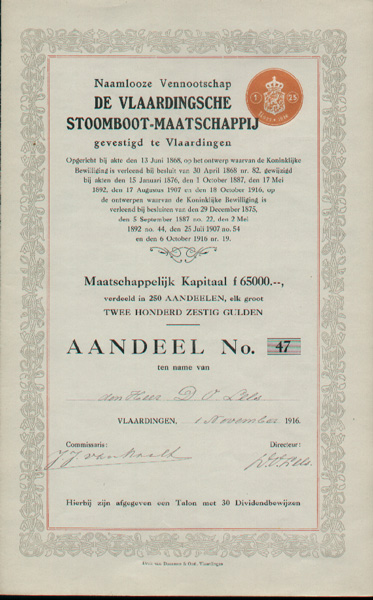 Naamlooze Vennootschap
DE VLAARDINGSCHE
STOOMBOOT-MAATSCHAPPIJ
gevestigd te Vlaardingen
1 25
Opgericht bij akte den 13 Juni 1868, op het ontwerp waarvan de Koninklijke
Bewilliging is verleend bij besluit van 30 April 1868 nr. 82, gewijzigd
bij akten den 15 Januari 1876, den 1 October 1887, den 17 Mei
1892, den 17 Augustus 1907 en den 18 October 1916, op
de ontwerpen waarvan de Koninklijke Bewilliging is
verleend bij besluiten van den 29 December 1875,
den 5 September 1887 no. 22, den 2 Mei
1892 no. 44, den 25 Juli 1907 no. 54
en den 6 October 1916 nr. 19.
Maatschappelijk Kapitaal f 65000.--,
verdeeld in 250 AANDEELEN, elk groot
TWEE HONDERD ZESTIG GULDEN
AANDEEL No. 47
ten name van
den Heer D. V. Lels
VLAARDINGEN, 1 November 1916.
Commissaris: Directeur:
Hierbij zijn afgegeven een Talon met 30 Dividendbewijzen